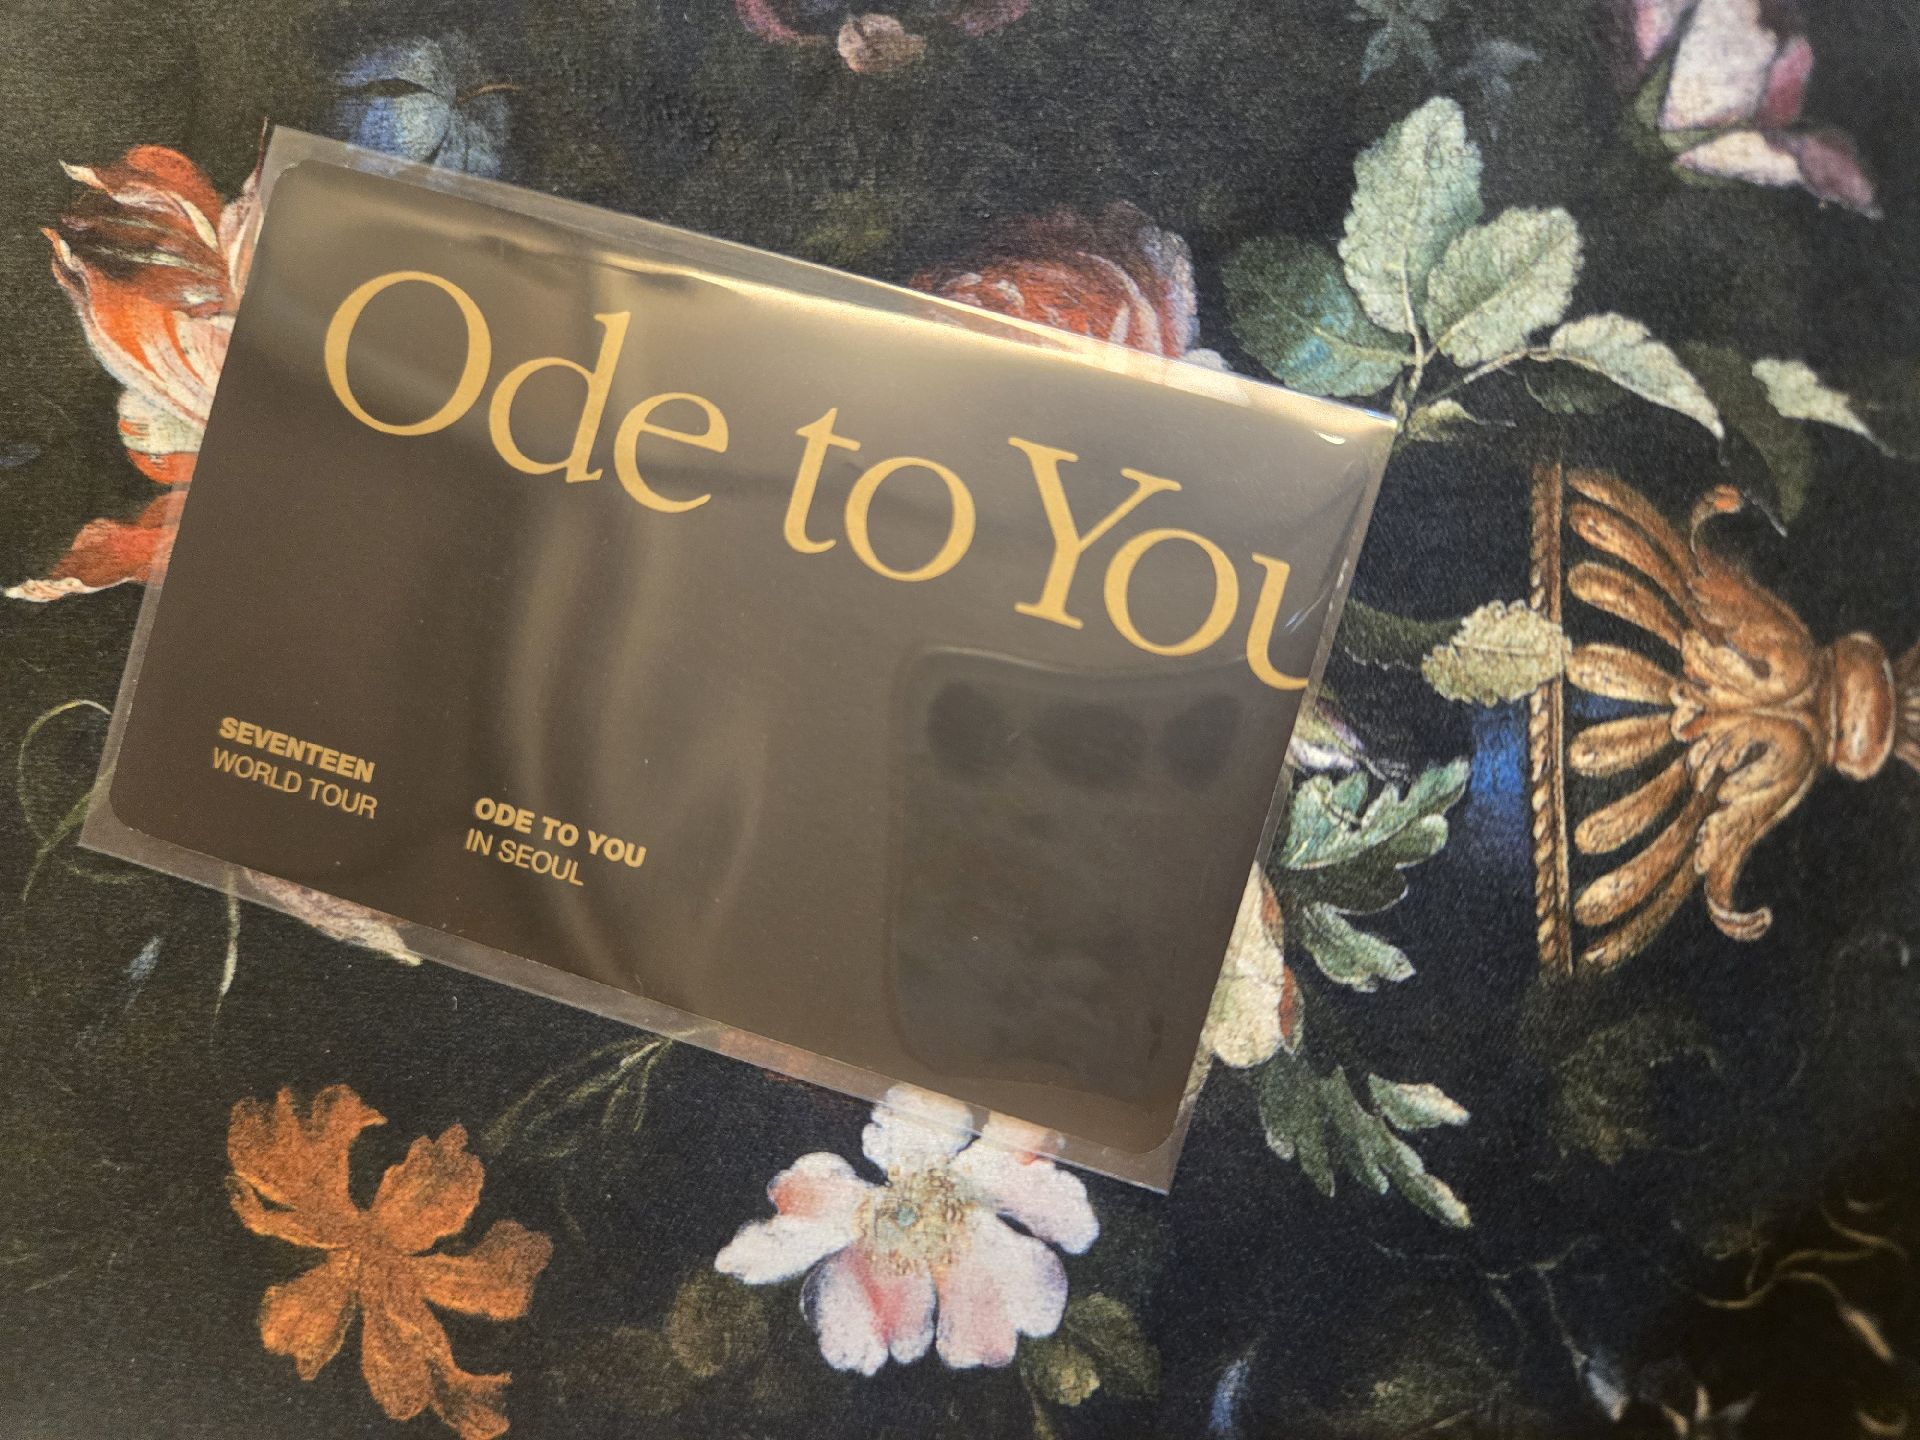 Ode to You
SEVENTEEN
WORLD TOUR
ODE TO YOU
IN SEOUL